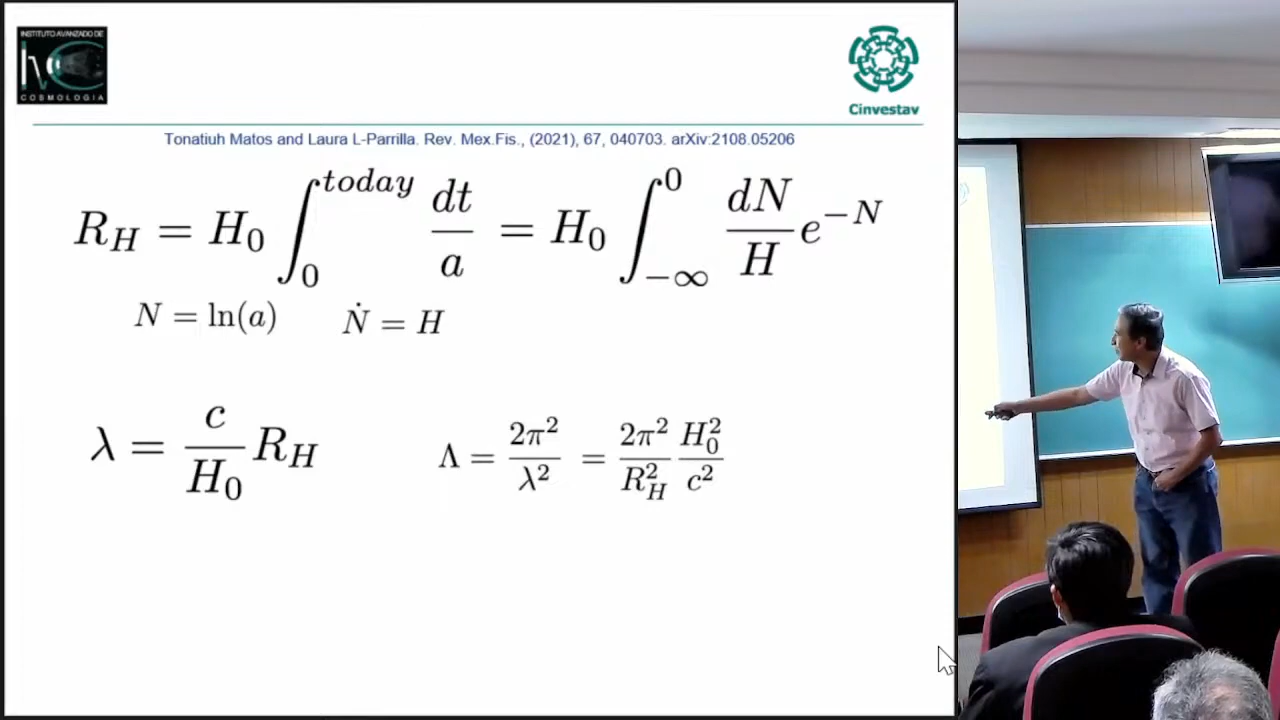 INSTITUTO AVANZADO DE
COSMOLOGIA
Cinvestav
Tonatiuh Matos and Laura L-Parrilla. Rev. Mex.Fis., (2021), 67, 040703. arXiv:2108.05206
R_H = H_0 ∫_0^{today} dt/a = H_0 ∫_{-∞}^0 dN/H e^{-N}
N = ln(a) Ṅ = H
λ = c/H_0 R_H Λ = 2π²/λ² = 2π²/R_H² H_0²/c²